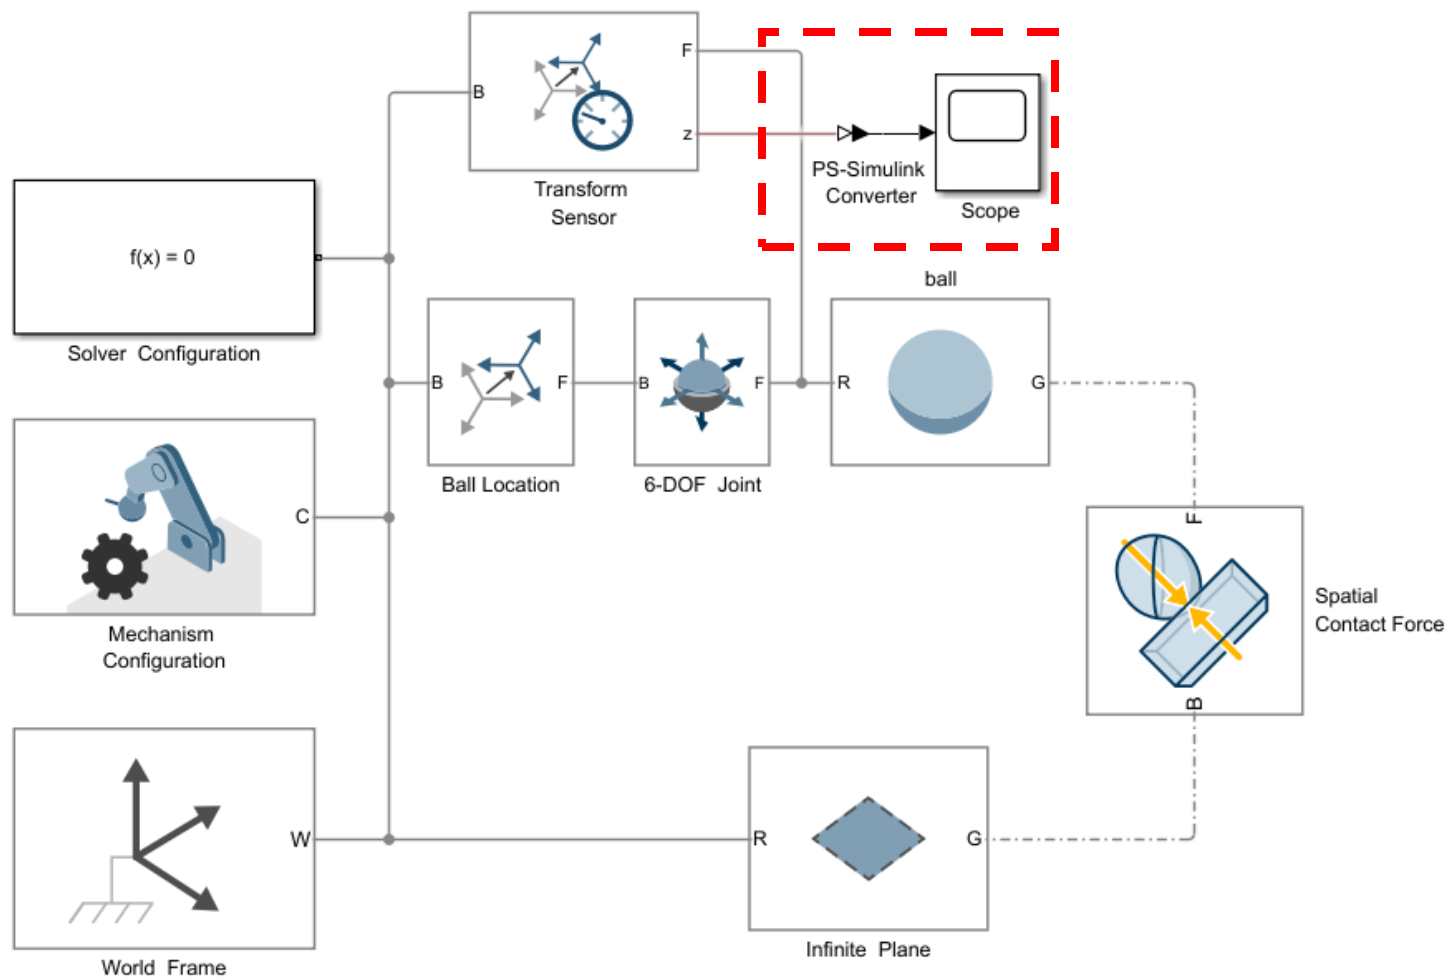 F
B
z
PS-Simulink
Converter
Scope
Transform
Sensor
f(x) = 0
Solver Configuration
ball
B
F
B
F
R
G
Ball Location
6-DOF Joint
C
Mechanism
Configuration
F
B
Spatial
Contact Force
W
R
G
World Frame
Infinite Plane